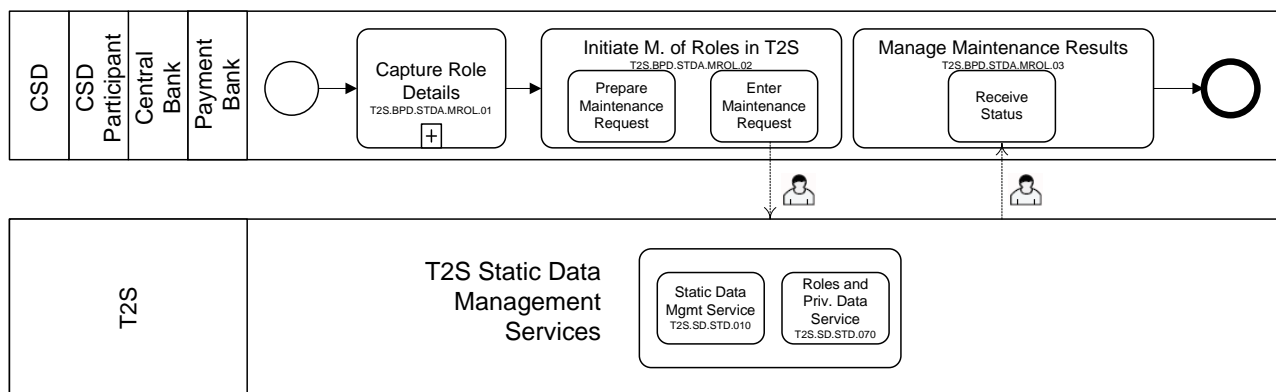 CSD
CSD
Participant
Central
Bank
Payment
Bank
Capture Role
Details
T2S.BPD.STDA.MROL.01
+
Initiate M. of Roles in T2S
T2S.BPD.STDA.MROL.02
Prepare
Maintenance
Request
Enter
Maintenance
Request
Manage Maintenance Results
T2S.BPD.STDA.MROL.03
Receive
Status
T2S
T2S Static Data
Management
Services
Static Data
Mgmt Service
T2S.SD.STD.010
Roles and
Priv. Data
Service
T2S.SD.STD.070